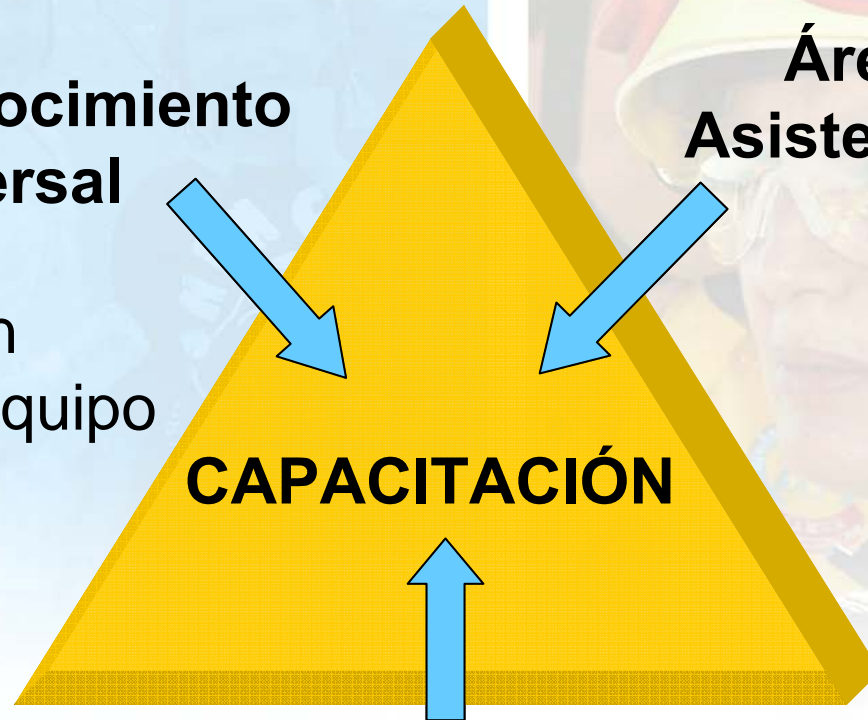 ocimiento
ersal
n
quipo
Áre
Asiste
CAPACITACIÓN